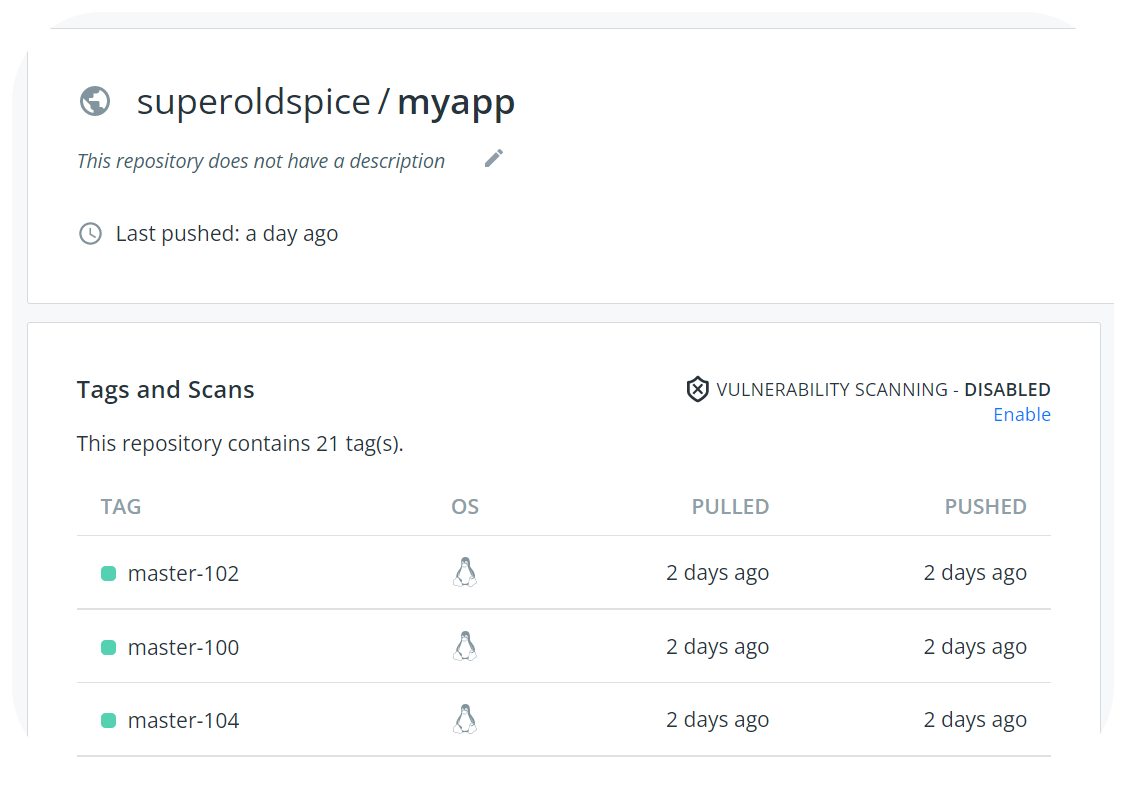 superoldspice / myapp
This repository does not have a description
Last pushed: a day ago
Tags and Scans
VULNERABILITY SCANNING - DISABLED
Enable
This repository contains 21 tag(s).
TAG OS PULLED PUSHED
master-102 2 days ago 2 days ago
master-100 2 days ago 2 days ago
master-104 2 days ago 2 days ago